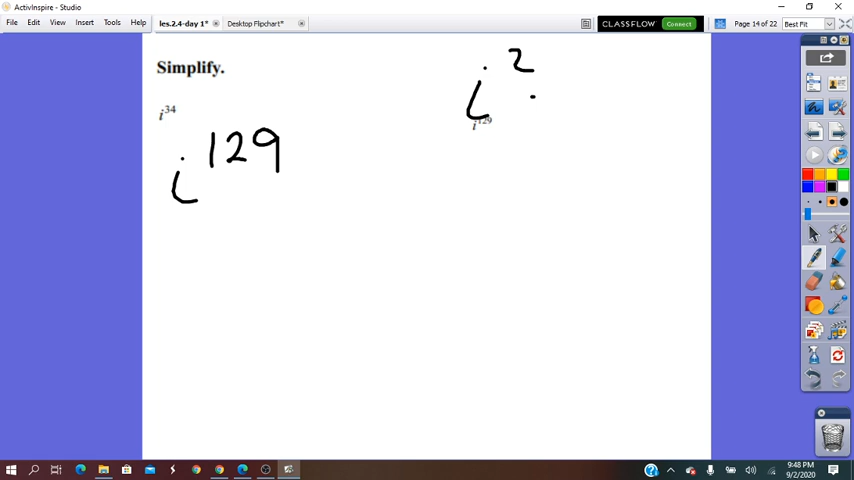 ActivInspire - Studio
File Edit View Insert Tools Help
les.2.4-day 1*
Desktop Flipchart*
CLASSFLOW Connect
Page 14 of 22
Best Fit
Simplify.
i³⁴
i¹²⁹
i²
i¹²⁹
9:48 PM
9/2/2020